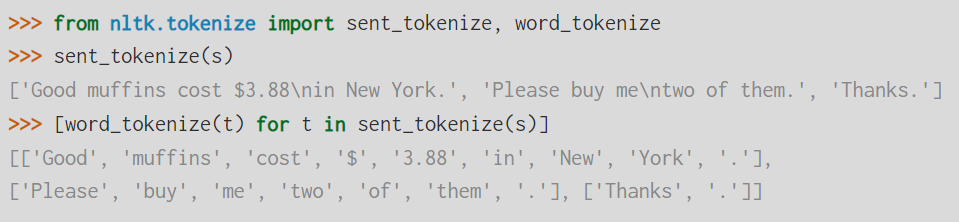 >>> from nltk.tokenize import sent_tokenize, word_tokenize
>>> sent_tokenize(s)
['Good muffins cost $3.88\nin New York.', 'Please buy me\ntwo of them.', 'Thanks.']
>>> [word_tokenize(t) for t in sent_tokenize(s)]
[['Good', 'muffins', 'cost', '$', '3.88', 'in', 'New', 'York', '.'],
['Please', 'buy', 'me', 'two', 'of', 'them', '.'], ['Thanks', '.']]